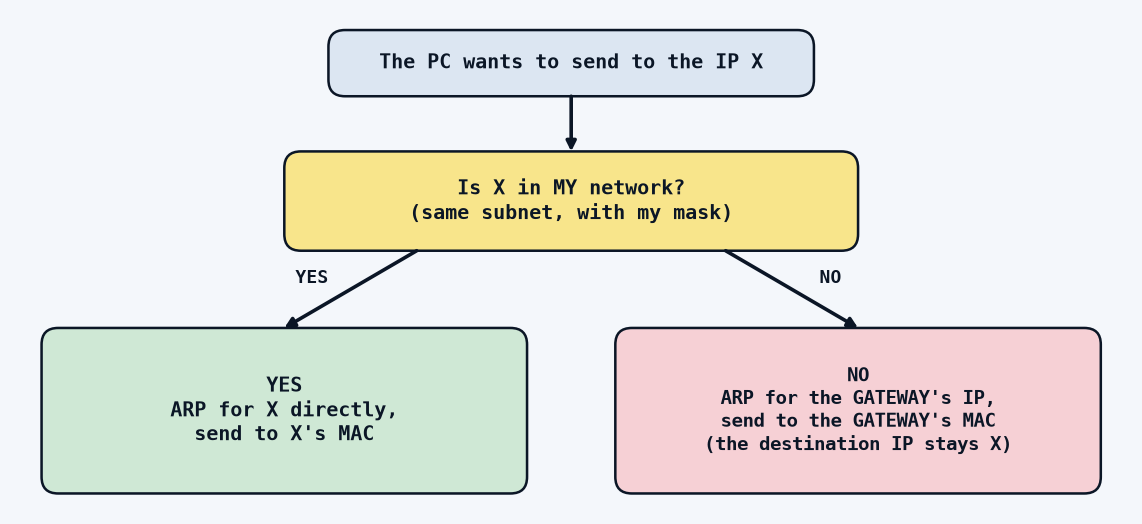 The PC wants to send to the IP X
Is X in MY network?
(same subnet, with my mask)
YES
NO
YES
ARP for X directly,
send to X's MAC
NO
ARP for the GATEWAY's IP,
send to the GATEWAY's MAC
(the destination IP stays X)